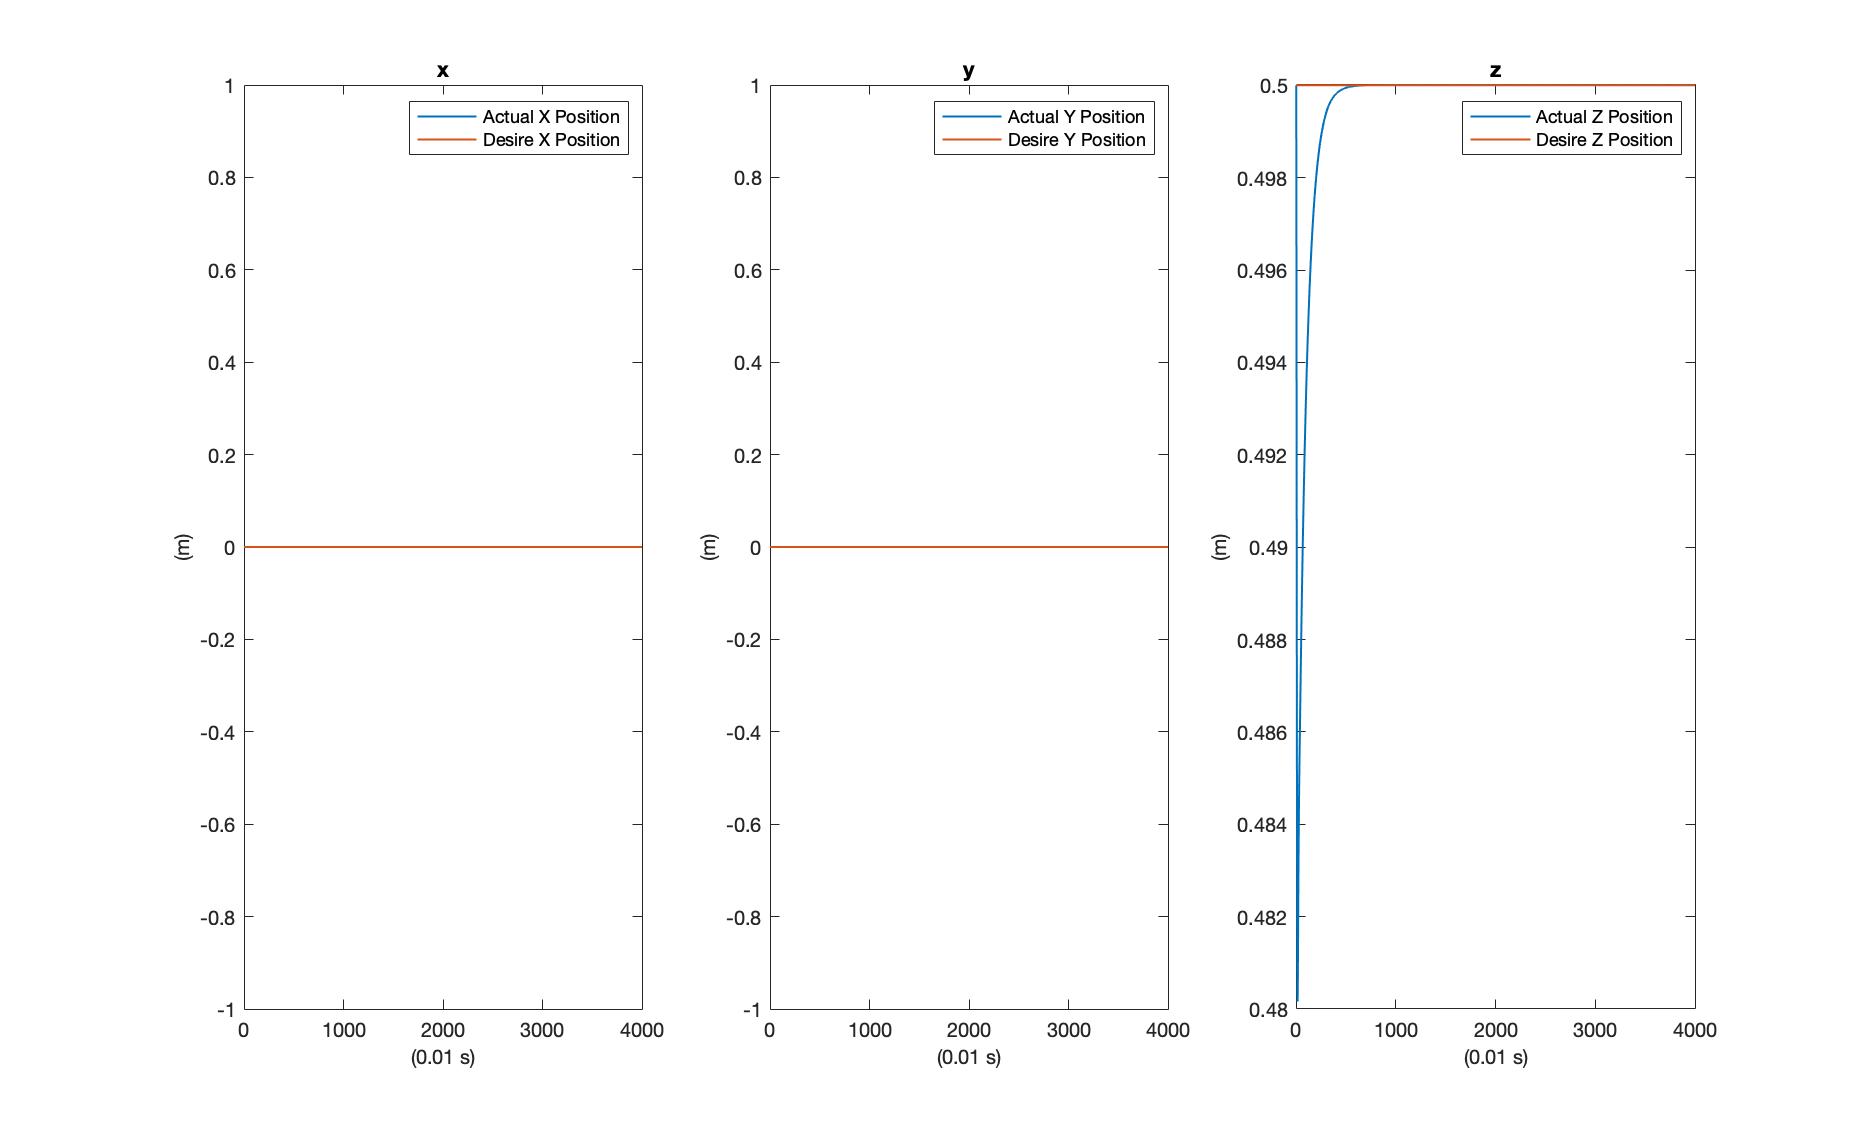 x
Actual X Position
Desire X Position
1
0.8
0.6
0.4
0.2
0
-0.2
-0.4
-0.6
-0.8
-1
(m)
0 1000 2000 3000 4000
(0.01 s)
y
Actual Y Position
Desire Y Position
1
0.8
0.6
0.4
0.2
0
-0.2
-0.4
-0.6
-0.8
-1
(m)
0 1000 2000 3000 4000
(0.01 s)
z
Actual Z Position
Desire Z Position
0.5
0.498
0.496
0.494
0.492
0.49
0.488
0.486
0.484
0.482
0.48
(m)
0 1000 2000 3000 4000
(0.01 s)